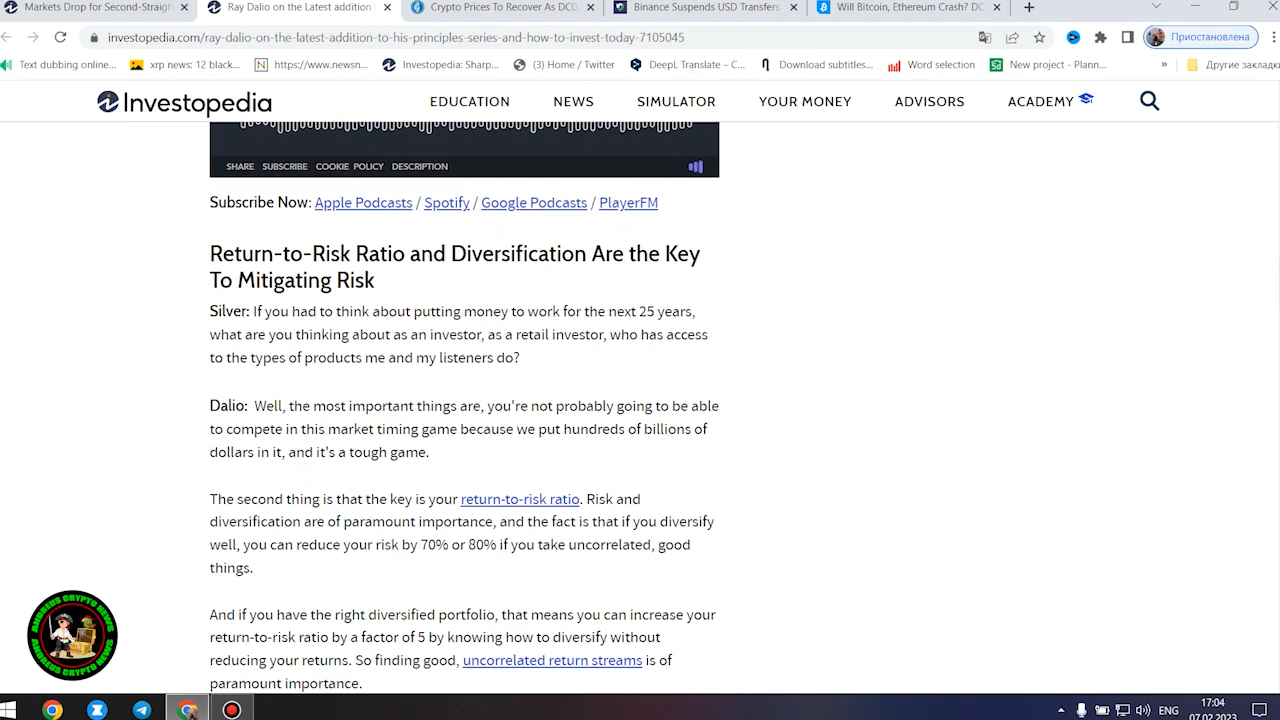 Markets Drop for Second-Straigh
Ray Dalio on the Latest addition
Crypto Prices To Recover As DCG
Binance Suspends USD Transfers
Will Bitcoin, Ethereum Crash? DC
investopedia.com/ray-dalio-on-the-latest-addition-to-his-principles-series-and-how-to-invest-today-7105045
Приостановлена
Text dubbing online...
xrp news: 12 black...
https://www.newsn...
Investopedia: Sharp...
(3) Home / Twitter
DeepL Translate – C...
Download subtitles...
Word selection
New project - Plann...
»
Другие закладки
Investopedia
EDUCATION
NEWS
SIMULATOR
YOUR MONEY
ADVISORS
ACADEMY
SHARE SUBSCRIBE COOKIE POLICY DESCRIPTION
Subscribe Now: Apple Podcasts / Spotify / Google Podcasts / PlayerFM
Return-to-Risk Ratio and Diversification Are the Key
To Mitigating Risk
Silver: If you had to think about putting money to work for the next 25 years,
what are you thinking about as an investor, as a retail investor, who has access
to the types of products me and my listeners do?
Dalio: Well, the most important things are, you're not probably going to be able
to compete in this market timing game because we put hundreds of billions of
dollars in it, and it's a tough game.
The second thing is that the key is your return-to-risk ratio. Risk and
diversification are of paramount importance, and the fact is that if you diversify
well, you can reduce your risk by 70% or 80% if you take uncorrelated, good
things.
And if you have the right diversified portfolio, that means you can increase your
return-to-risk ratio by a factor of 5 by knowing how to diversify without
reducing your returns. So finding good, uncorrelated return streams is of
paramount importance.
ANDREUS CRYPTO NEWS
ANDREUS CRYPTO NEWS
ENG
17:04
07.02.2023